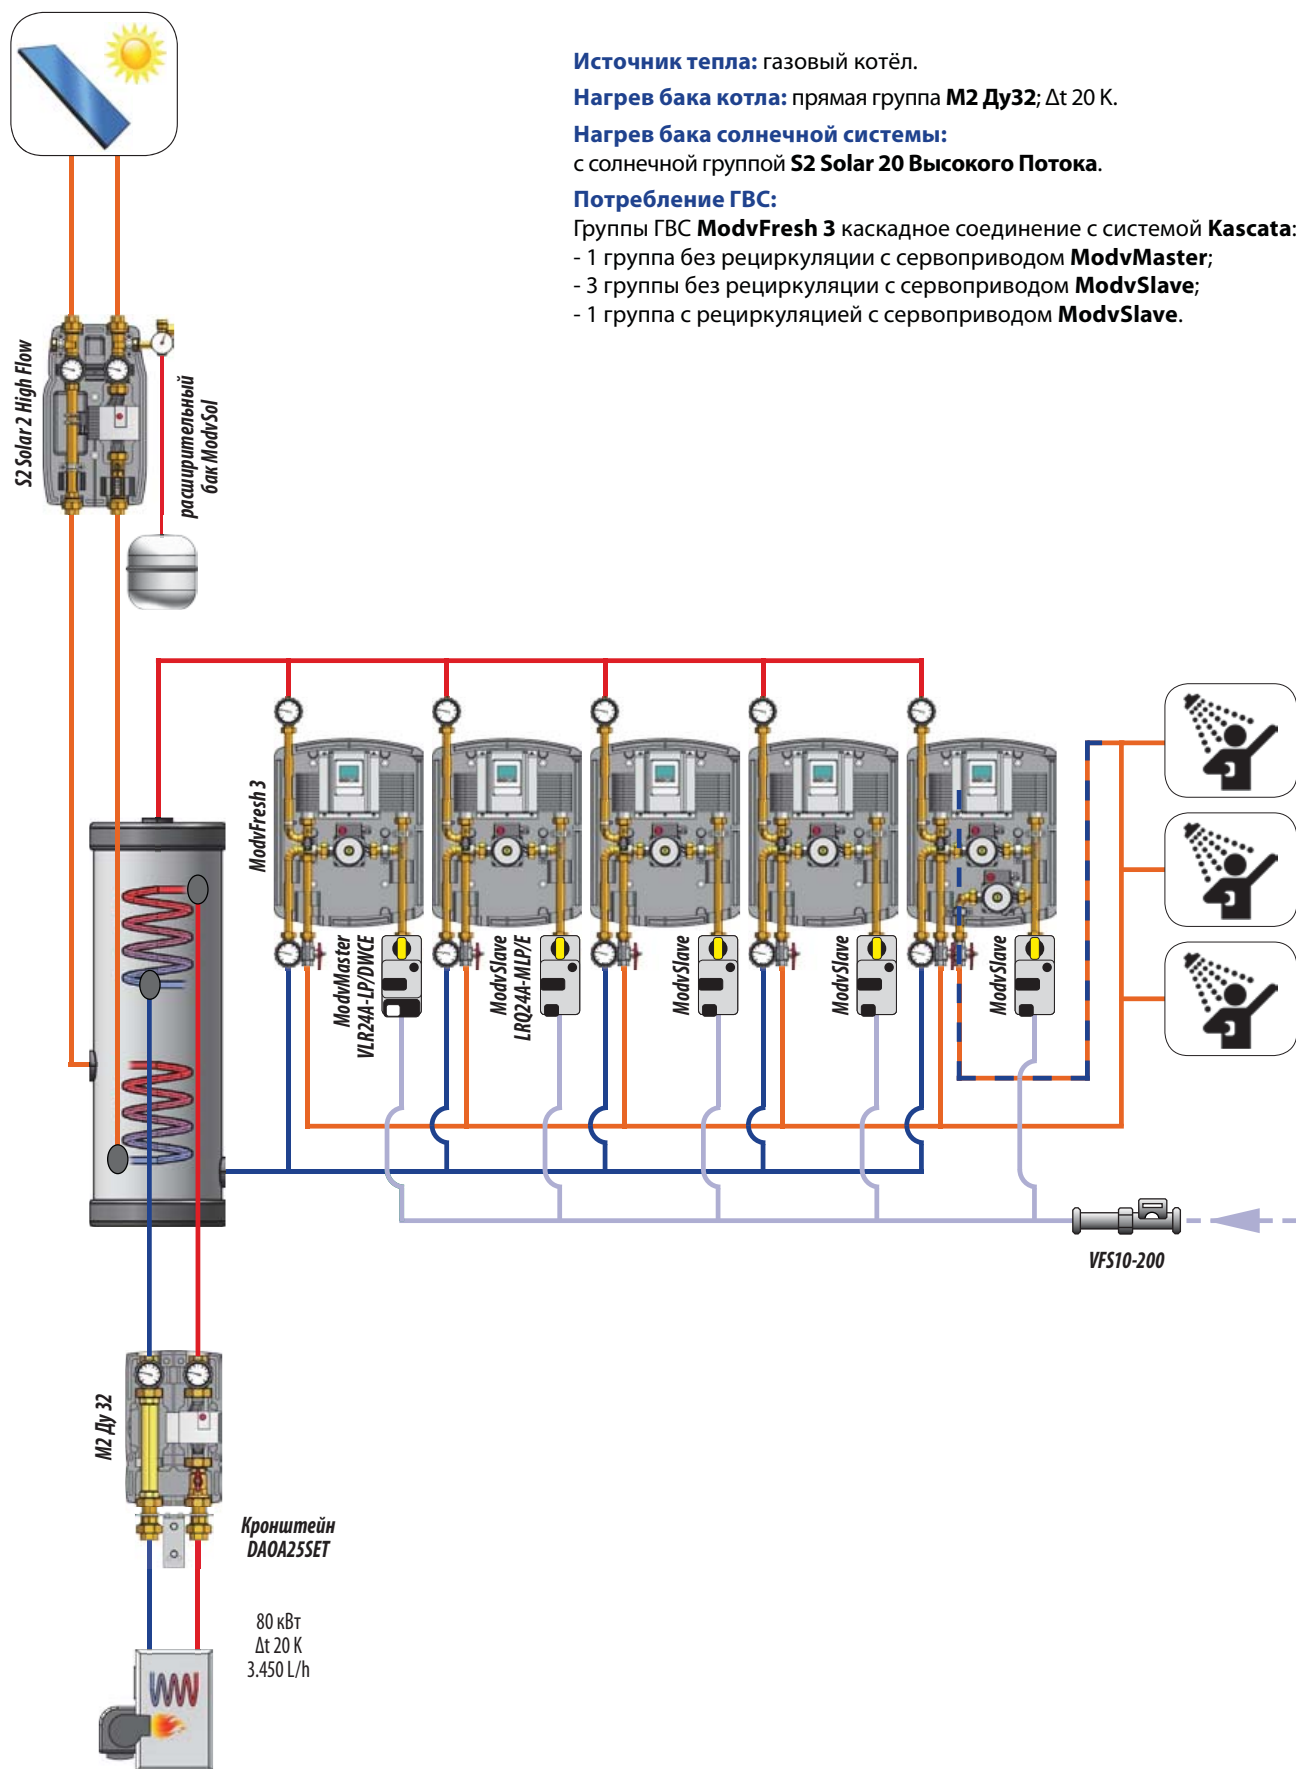 Источник тепла: газовый котёл.
Нагрев бака котла: прямая группа М2 Ду32; Δt 20 K.
Нагрев бака солнечной системы:
с солнечной группой S2 Solar 20 Высокого Потока.
Потребление ГВС:
Группы ГВС ModvFresh 3 каскадное соединение с системой Kascata:
- 1 группа без рециркуляции с сервоприводом ModvMaster;
- 3 группы без рециркуляции с сервоприводом ModvSlave;
- 1 группа с рециркуляцией с сервоприводом ModvSlave.
S2 Solar 2 High Flow
расширительный
бак ModvSol
ModvFresh 3
ModvMaster
VLR24A-LP/DWCE
ModvSlave
LRQ24A-MLP/E
ModvSlave
ModvSlave
ModvSlave
VFS10-200
М2 Ду 32
Кронштейн
DAOA25SET
80 кВт
Δt 20 K
3.450 L/h